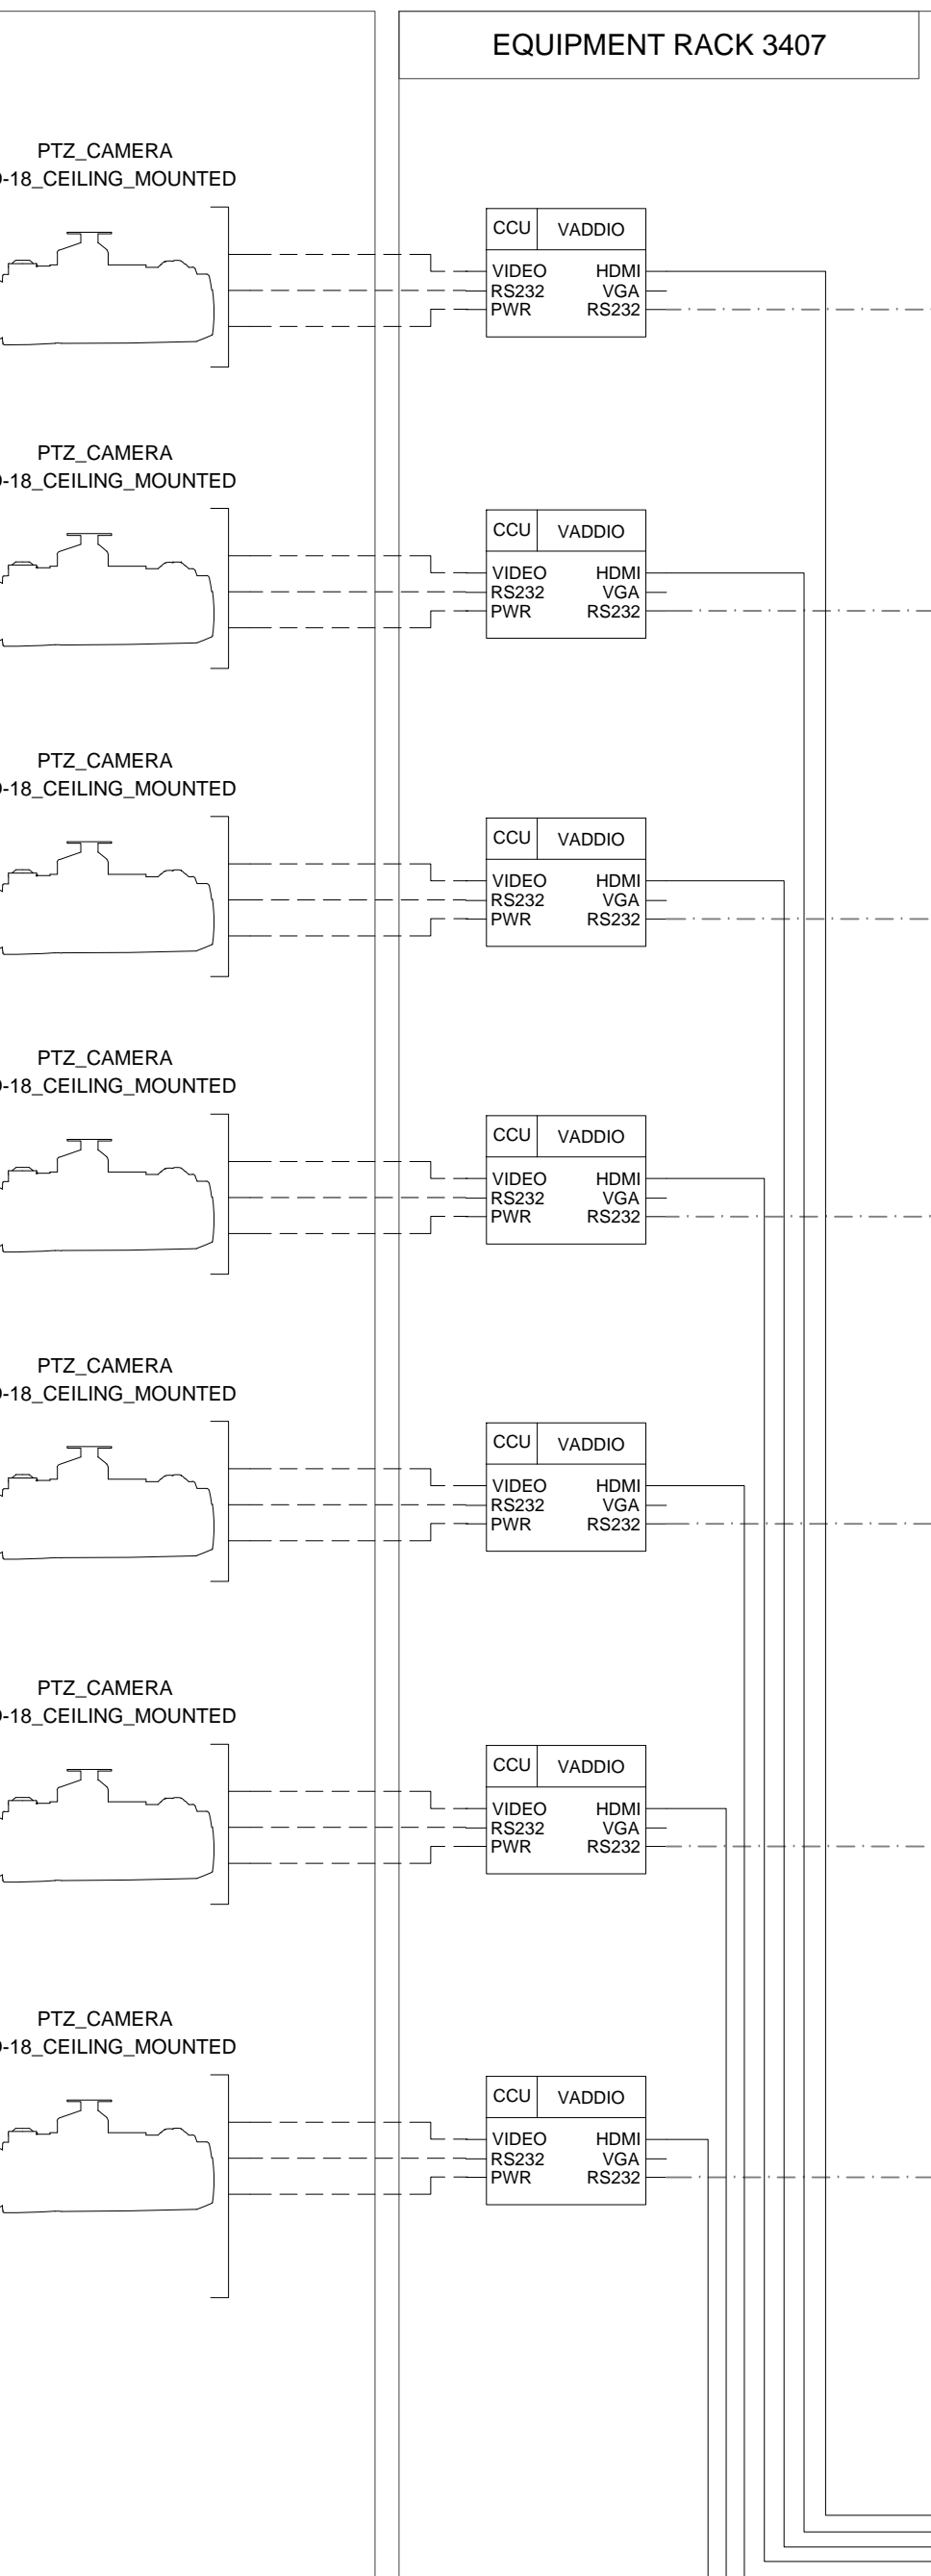 EQUIPMENT RACK 3407
PTZ_CAMERA
-18_CEILING_MOUNTED
CCU VADDIO
VIDEO HDMI
RS232 VGA
PWR RS232
PTZ_CAMERA
-18_CEILING_MOUNTED
CCU VADDIO
VIDEO HDMI
RS232 VGA
PWR RS232
PTZ_CAMERA
-18_CEILING_MOUNTED
CCU VADDIO
VIDEO HDMI
RS232 VGA
PWR RS232
PTZ_CAMERA
-18_CEILING_MOUNTED
CCU VADDIO
VIDEO HDMI
RS232 VGA
PWR RS232
PTZ_CAMERA
-18_CEILING_MOUNTED
CCU VADDIO
VIDEO HDMI
RS232 VGA
PWR RS232
PTZ_CAMERA
-18_CEILING_MOUNTED
CCU VADDIO
VIDEO HDMI
RS232 VGA
PWR RS232
PTZ_CAMERA
-18_CEILING_MOUNTED
CCU VADDIO
VIDEO HDMI
RS232 VGA
PWR RS232